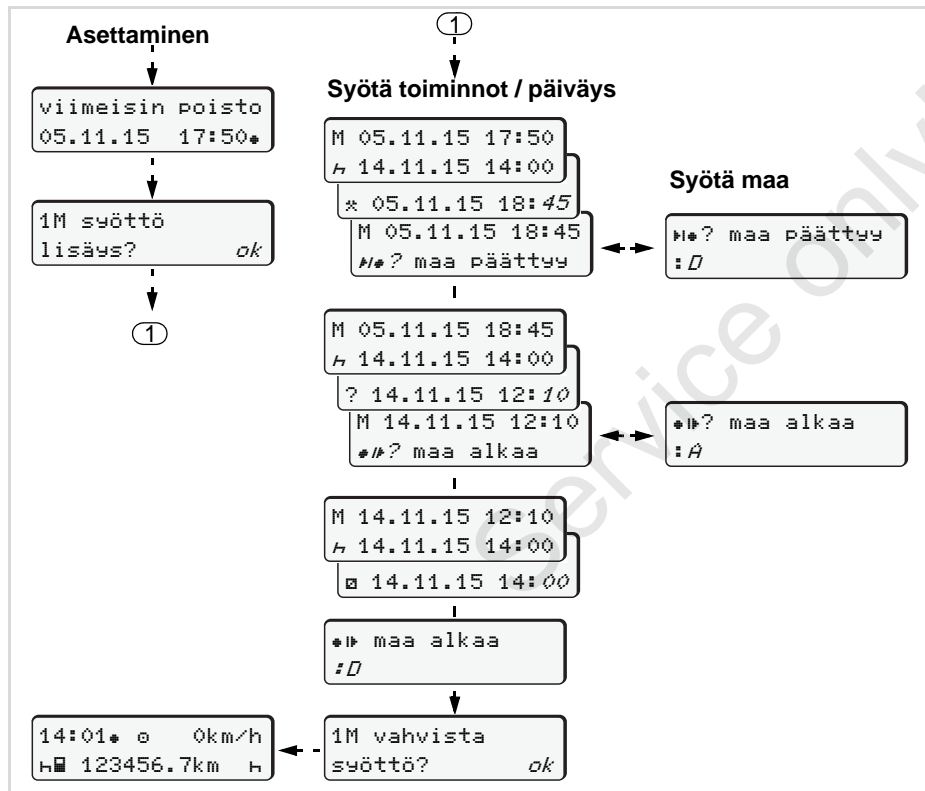 Asettaminen
viimeisin poisto
05.11.15 17:50
1M syöttö
lisäys? ok
1
1
Syötä toiminnot / päiväys
M 05.11.15 17:50
14.11.15 14:00
05.11.15 18:45
M 05.11.15 18:45
? maa päättyy
Syötä maa
? maa päättyy
:D
M 05.11.15 18:45
14.11.15 14:00
? 14.11.15 12:10
M 14.11.15 12:10
? maa alkaa
? maa alkaa
:A
M 14.11.15 12:10
14.11.15 14:00
14.11.15 14:00
maa alkaa
:D
1M vahvista
syöttö? ok
14:01 0km/h
123456.7km
Service only